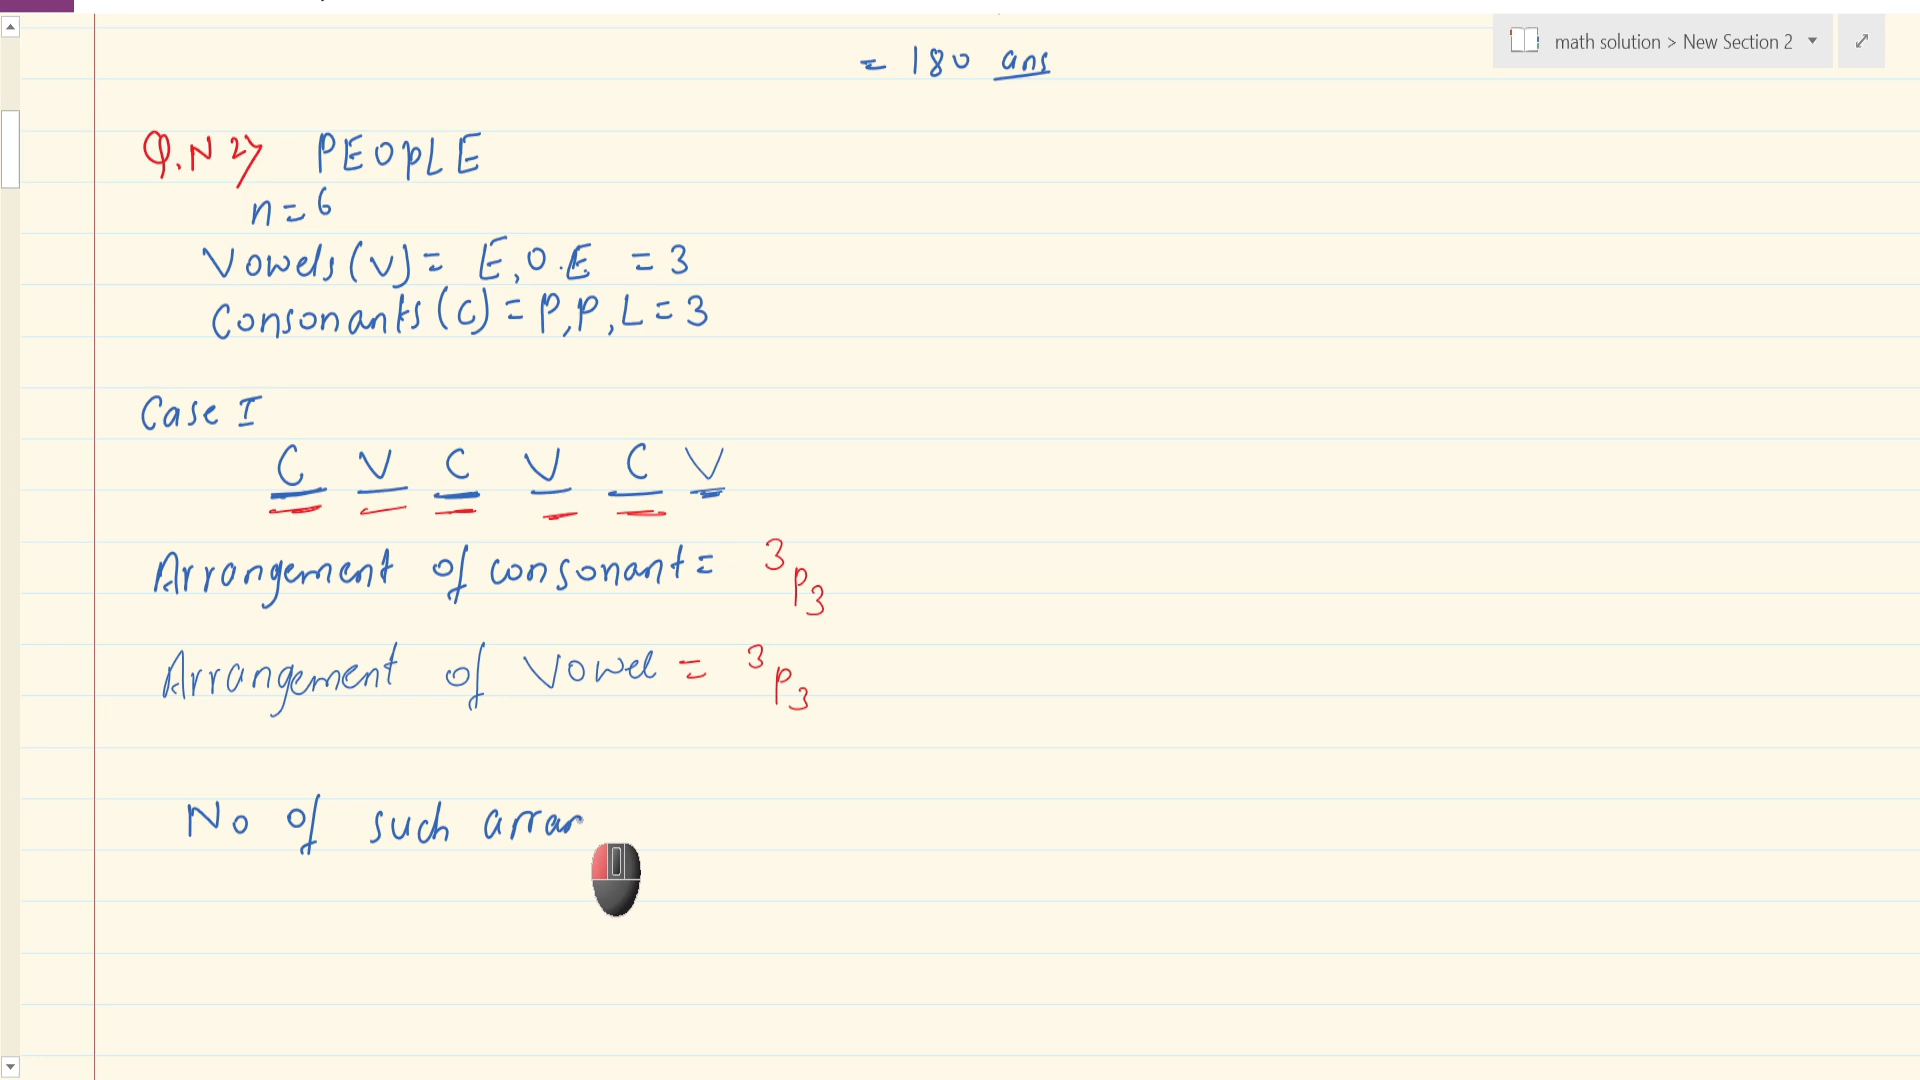 math solution > New Section 2
= 180 ans
Q.N 2) PEOPLE
n=6
Vowels (V) = E, O. E = 3
Consonants (C) = P, P, L = 3
Case I
C V C V C V
Arrangement of consonant = ³P₃
Arrangement of Vowel = ³P₃
No of such arran